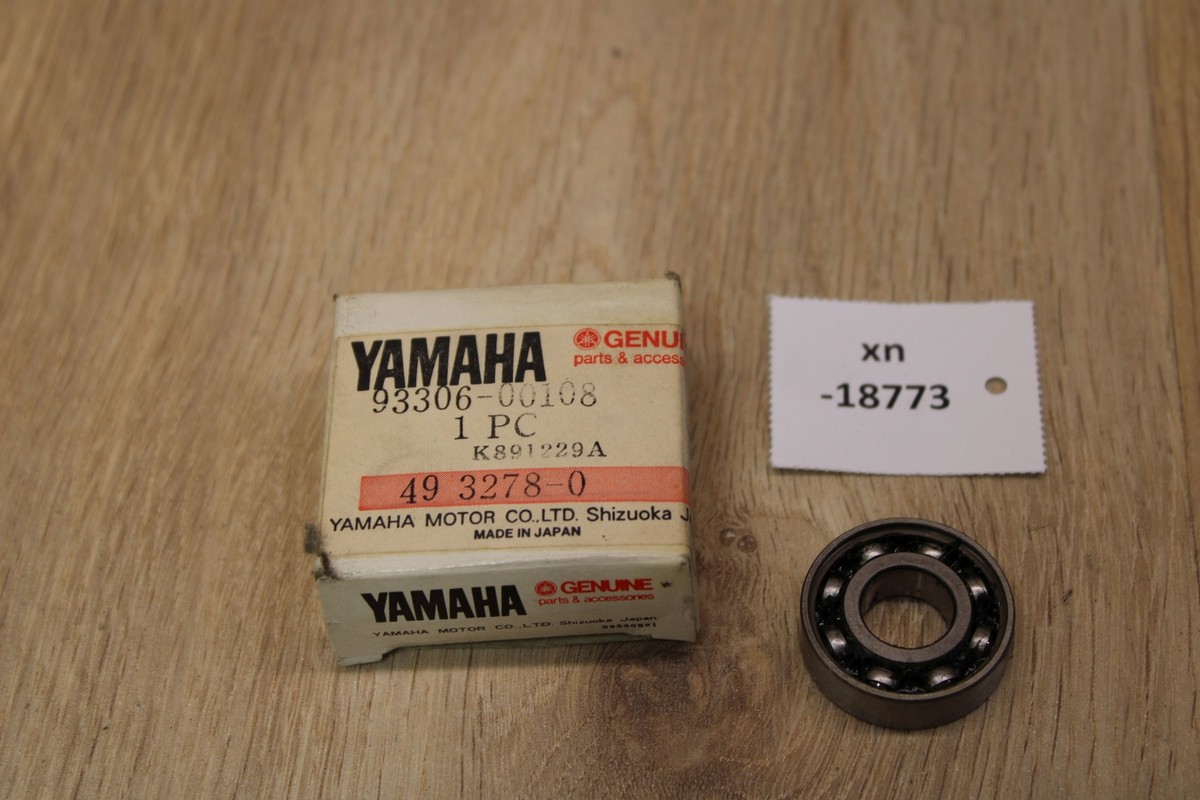 YAMAHA GENUI
parts & access
93306-00108
1 PC
K891229A
49 3278-0
YAMAHA MOTOR CO.,LTD. Shizuoka J
MADE IN JAPAN
YAMAHA GENUINE
parts & accessories
YAMAHA MOTOR CO.,LTD. Shizuoka Japan.
xn
-18773